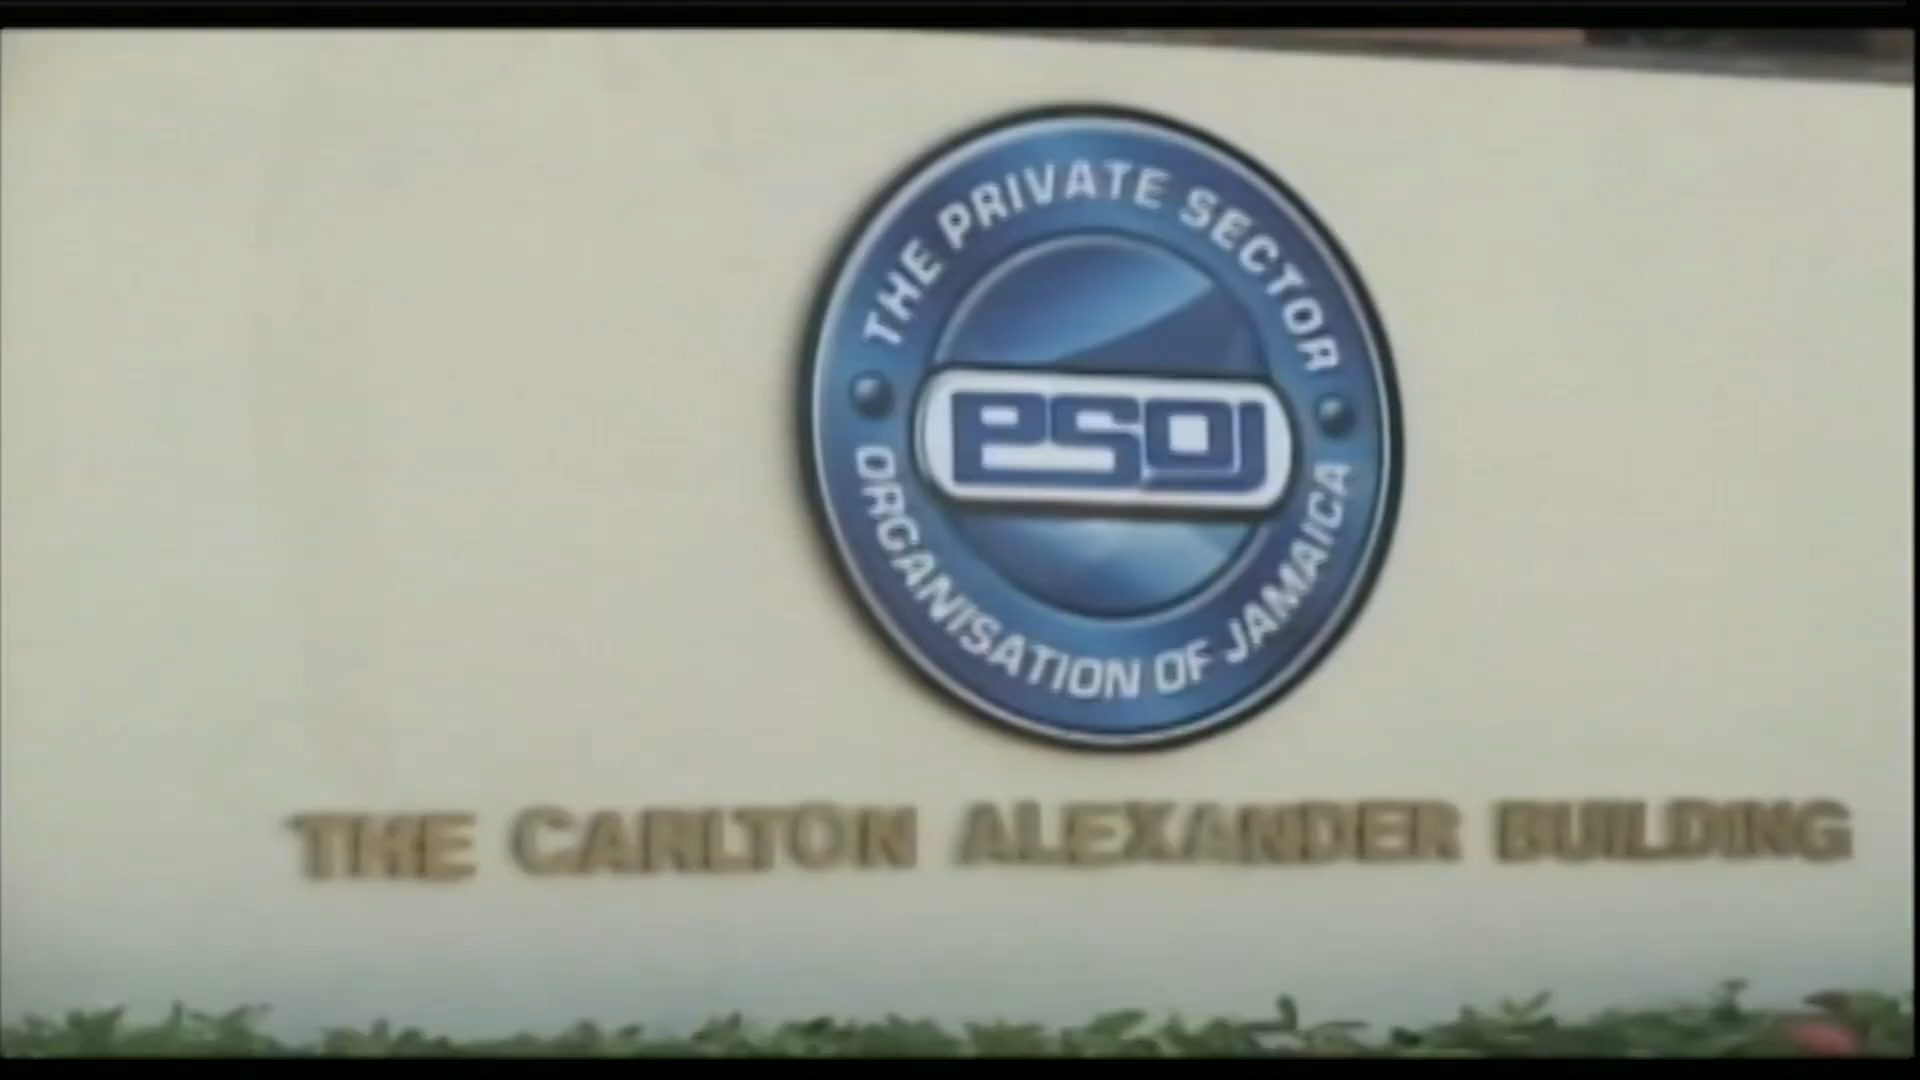 THE PRIVATE SECTOR
PSOJ
ORGANISATION OF JAMAICA
THE CARLTON ALEXANDER BUILDING